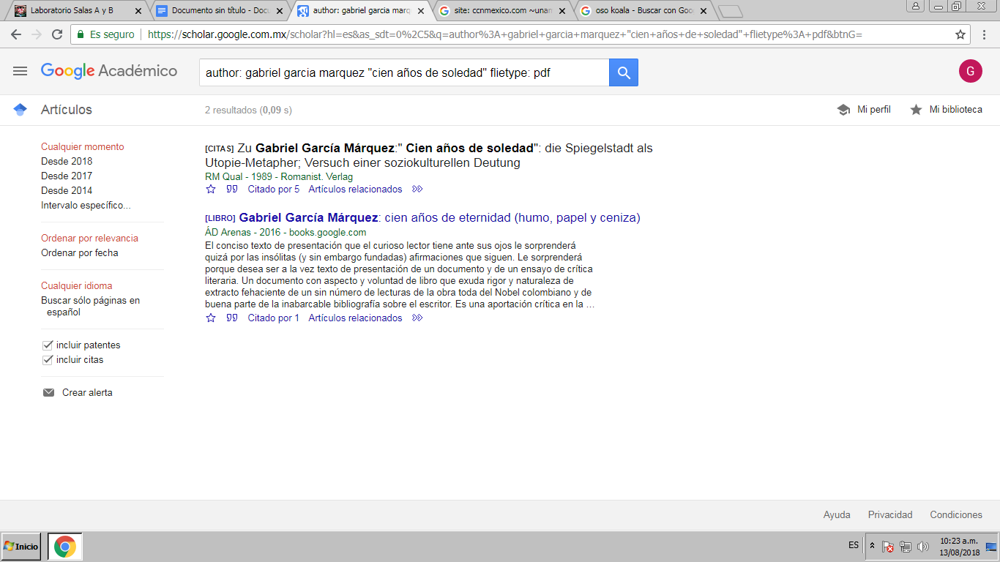 Laboratorio Salas A y B
Documento sin título - Docu
author: gabriel garcia marq
site: ccnmexico.com ~unam
oso koala - Buscar con Goo
Es seguro
https://scholar.google.com.mx/scholar?hl=es&as_sdt=0%2C5&q=author%3A+gabriel+garcia+marquez+"cien+años+de+soledad"+flietype%3A+pdf&btnG=
Google Académico
author: gabriel garcia marquez "cien años de soledad" flietype: pdf
G
Artículos
2 resultados (0,09 s)
Mi perfil
Mi biblioteca
Cualquier momento
Desde 2018
Desde 2017
Desde 2014
Intervalo específico...
Ordenar por relevancia
Ordenar por fecha
Cualquier idioma
Buscar sólo páginas en
español
incluir patentes
incluir citas
Crear alerta
[CITAS] Zu Gabriel García Márquez:" Cien años de soledad": die Spiegelstadt als
Utopie-Metapher; Versuch einer soziokulturellen Deutung
RM Qual - 1989 - Romanist. Verlag
Citado por 5 Artículos relacionados
[LIBRO] Gabriel García Márquez: cien años de eternidad (humo, papel y ceniza)
ÁD Arenas - 2016 - books.google.com
El conciso texto de presentación que el curioso lector tiene ante sus ojos le sorprenderá
quizá por las insólitas (y sin embargo fundadas) afirmaciones que siguen. Le sorprenderá
porque desea ser a la vez texto de presentación de un documento y de un ensayo de crítica
literaria. Un documento con aspecto y voluntad de libro que exuda rigor y naturaleza de
extracto fehaciente de un sin número de lecturas de la obra toda del Nobel colombiano y de
buena parte de la inabarcable bibliografía sobre el escritor. Es una aportación crítica en la ...
Citado por 1 Artículos relacionados
Ayuda
Privacidad
Condiciones
Inicio
ES
10:23 a.m.
13/08/2018